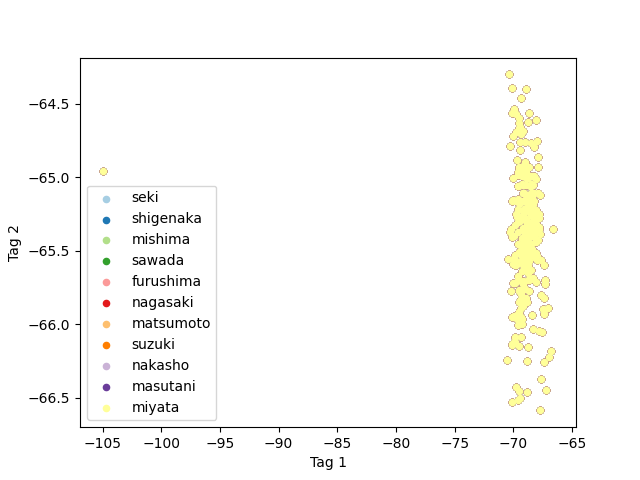 −64.5
−65.0
−65.5
−66.0
−66.5
Tag 2
seki
shigenaka
mishima
sawada
furushima
nagasaki
matsumoto
suzuki
nakasho
masutani
miyata
−105 −100 −95 −90 −85 −80 −75 −70 −65
Tag 1